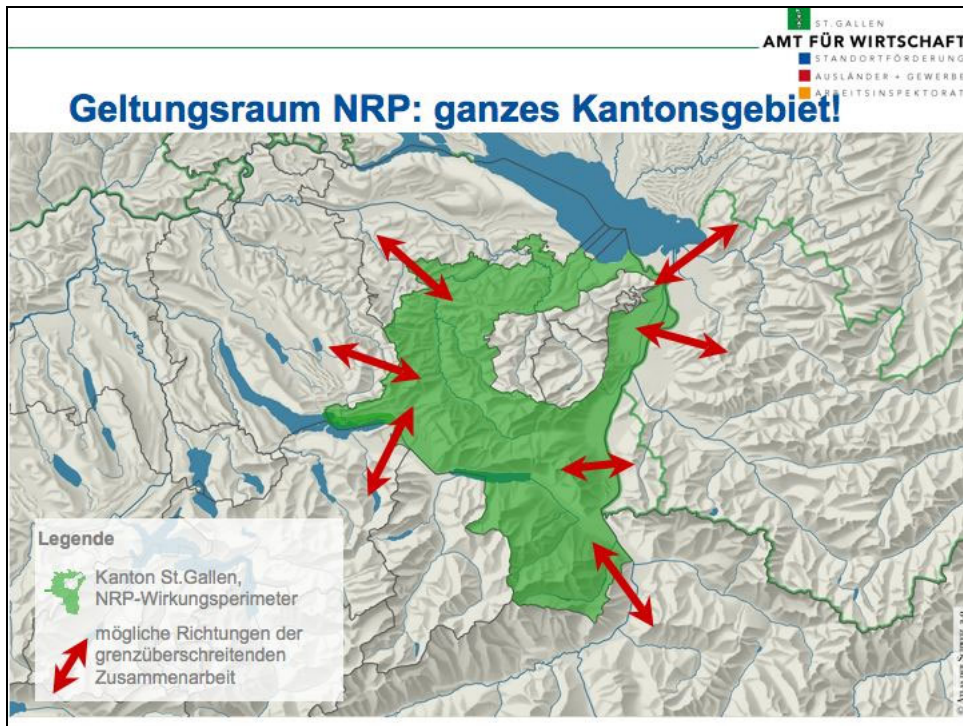 ST.GALLEN
AMT FÜR WIRTSCHAFT
STANDORTFÖRDERUNG
AUSLÄNDER + GEWERBE
ARBEITSINSPEKTORAT
Geltungsraum NRP: ganzes Kantonsgebiet!
Legende
Kanton St.Gallen,
NRP-Wirkungsperimeter
mögliche Richtungen der
grenzüberschreitenden
Zusammenarbeit